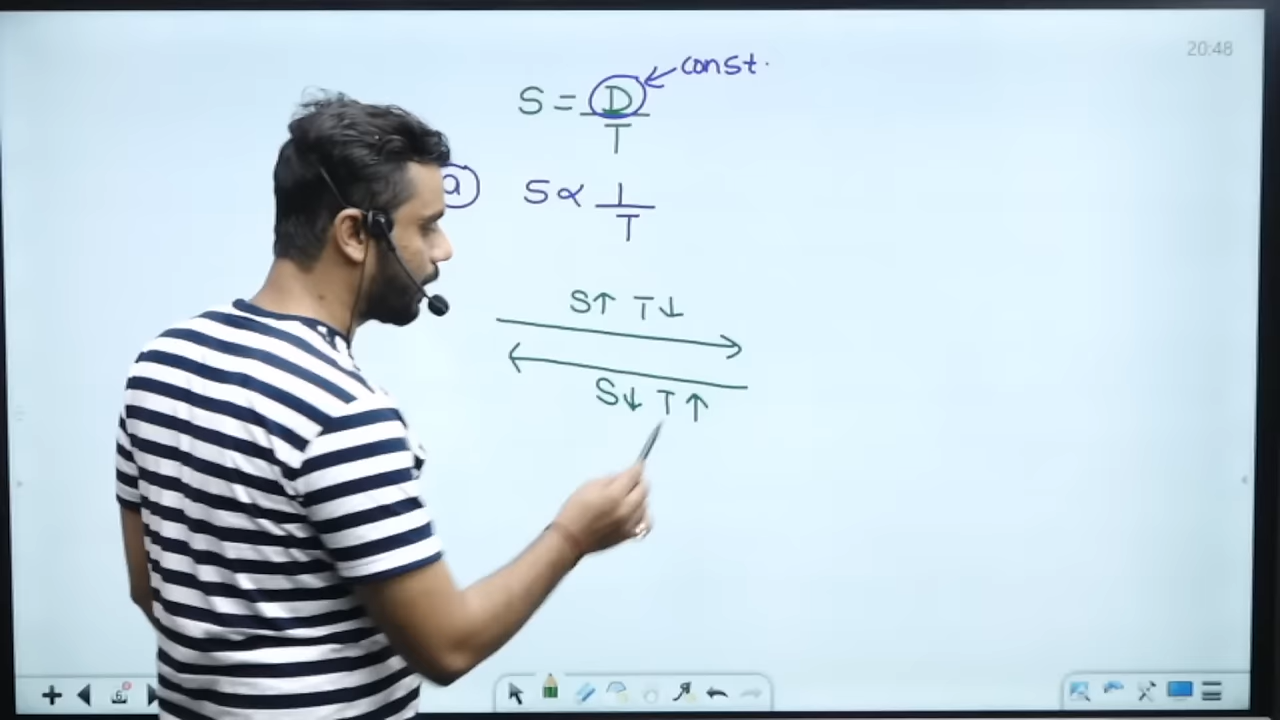 20:48
const.
S = D
T
a S ∝ 1
T
S↑ T↓
S↓ T↑